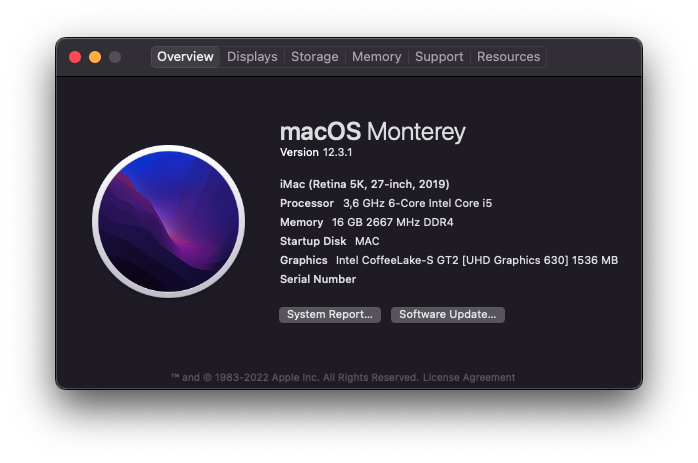 Overview Displays Storage Memory Support Resources
macOS Monterey
Version 12.3.1
iMac (Retina 5K, 27-inch, 2019)
Processor 3,6 GHz 6-Core Intel Core i5
Memory 16 GB 2667 MHz DDR4
Startup Disk MAC
Graphics Intel CoffeeLake-S GT2 [UHD Graphics 630] 1536 MB
Serial Number
System Report... Software Update...
™ and © 1983-2022 Apple Inc. All Rights Reserved. License Agreement